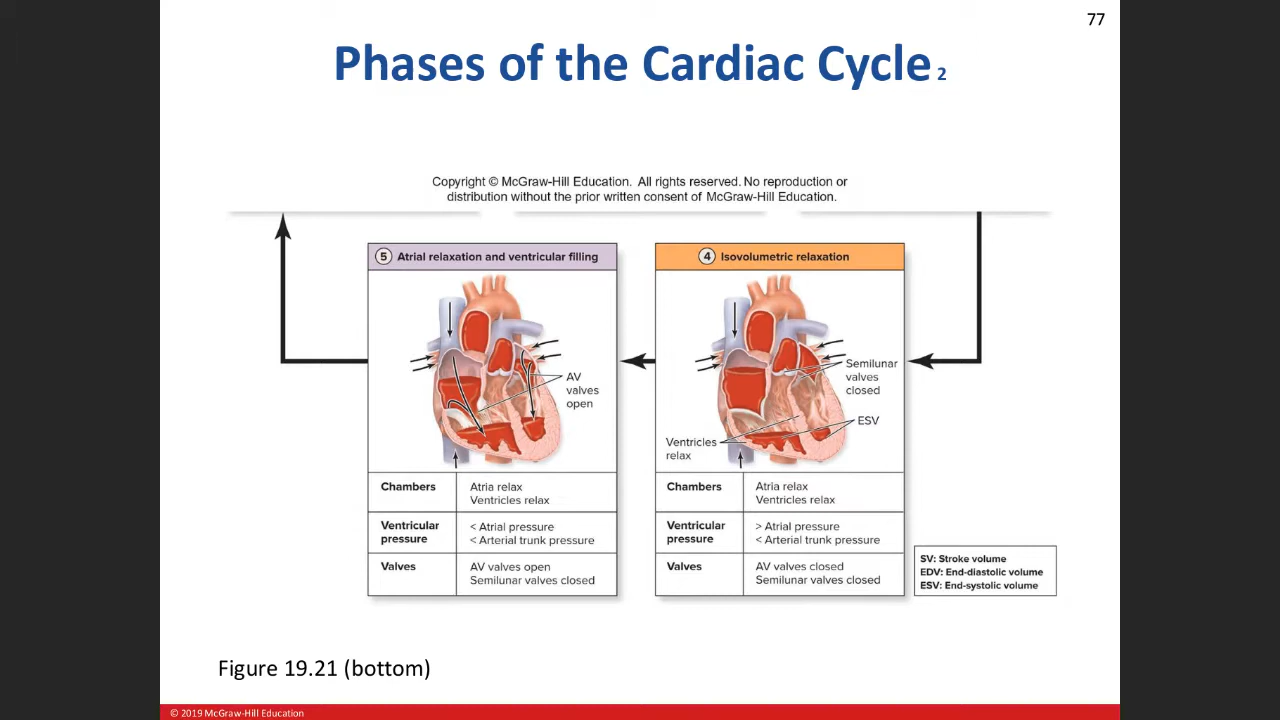 77
Phases of the Cardiac Cycle 2
Copyright © McGraw-Hill Education. All rights reserved. No reproduction or
distribution without the prior written consent of McGraw-Hill Education.
5 Atrial relaxation and ventricular filling
AV
valves
open
Chambers
Atria relax
Ventricles relax
Ventricular
pressure
< Atrial pressure
< Arterial trunk pressure
Valves
AV valves open
Semilunar valves closed
4 Isovolumetric relaxation
Semilunar
valves
closed
ESV
Ventricles
relax
Chambers
Atria relax
Ventricles relax
Ventricular
pressure
> Atrial pressure
< Arterial trunk pressure
Valves
AV valves closed
Semilunar valves closed
SV: Stroke volume
EDV: End-diastolic volume
ESV: End-systolic volume
Figure 19.21 (bottom)
© 2019 McGraw-Hill Education